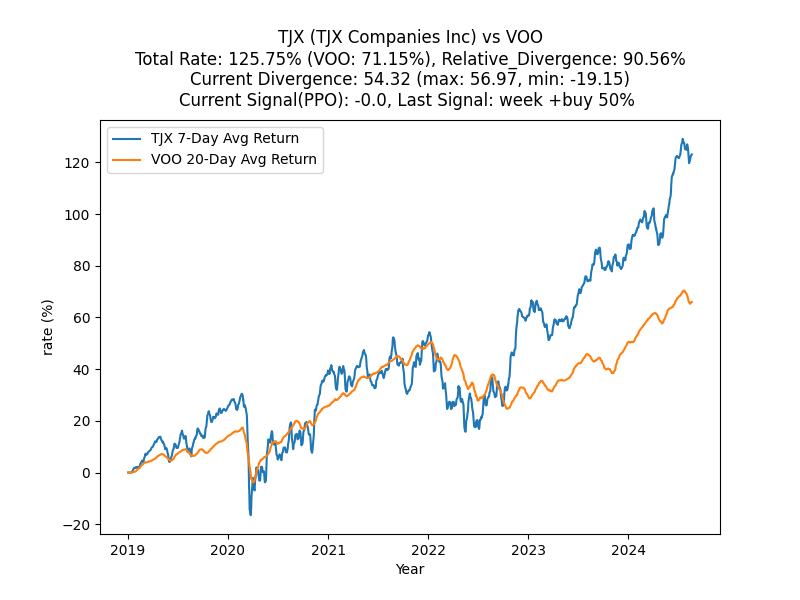 TJX (TJX Companies Inc) vs VOO
Total Rate: 125.75% (VOO: 71.15%), Relative_Divergence: 90.56%
Current Divergence: 54.32 (max: 56.97, min: -19.15)
Current Signal(PPO): -0.0, Last Signal: week +buy 50%
TJX 7-Day Avg Return
VOO 20-Day Avg Return
rate (%)
120
100
80
60
40
20
0
−20
2019 2020 2021 2022 2023 2024
Year